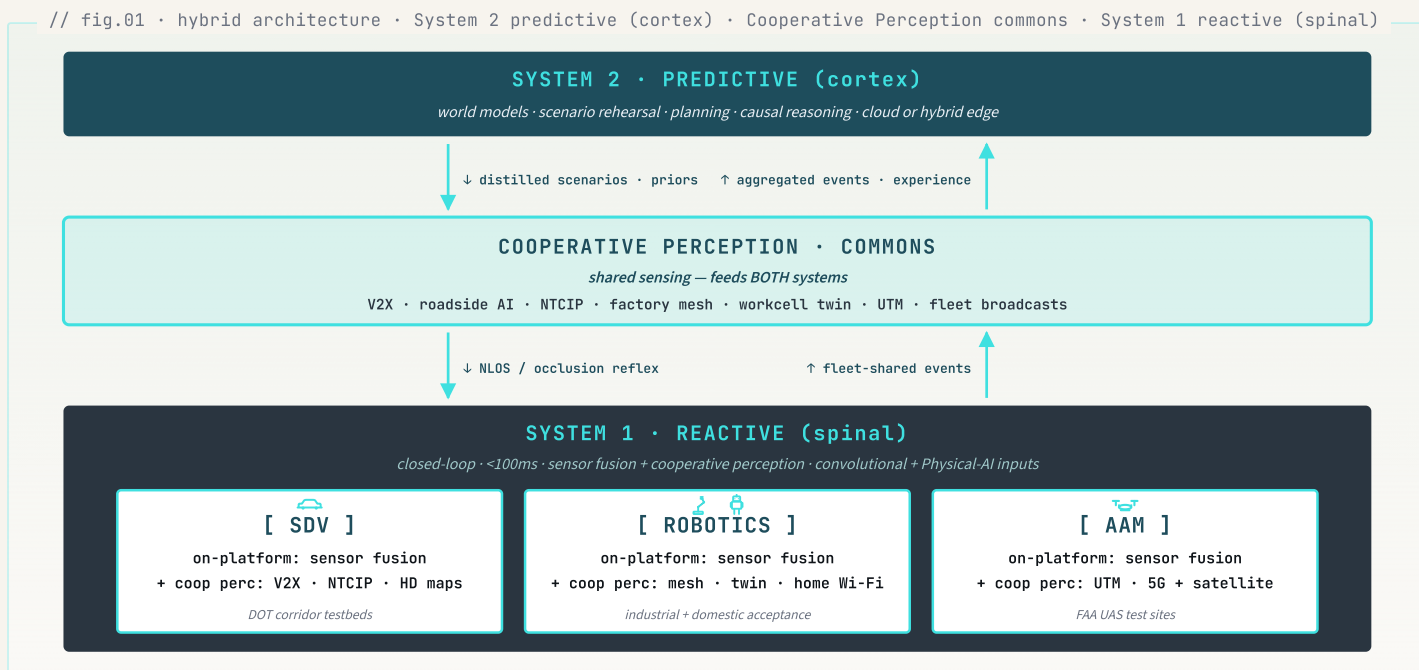 // fig.01 · hybrid architecture · System 2 predictive (cortex) · Cooperative Perception commons · System 1 reactive (spinal)
SYSTEM 2 · PREDICTIVE (cortex)
world models · scenario rehearsal · planning · causal reasoning · cloud or hybrid edge
↓ distilled scenarios · priors
↑ aggregated events · experience
COOPERATIVE PERCEPTION · COMMONS
shared sensing — feeds BOTH systems
V2X · roadside AI · NTCIP · factory mesh · workcell twin · UTM · fleet broadcasts
↓ NLOS / occlusion reflex
↑ fleet-shared events
SYSTEM 1 · REACTIVE (spinal)
closed-loop · <100ms · sensor fusion + cooperative perception · convolutional + Physical-AI inputs
[ SDV ]
on-platform: sensor fusion
+ coop perc: V2X · NTCIP · HD maps
DOT corridor testbeds
[ ROBOTICS ]
on-platform: sensor fusion
+ coop perc: mesh · twin · home Wi-Fi
industrial + domestic acceptance
[ AAM ]
on-platform: sensor fusion
+ coop perc: UTM · 5G + satellite
FAA UAS test sites